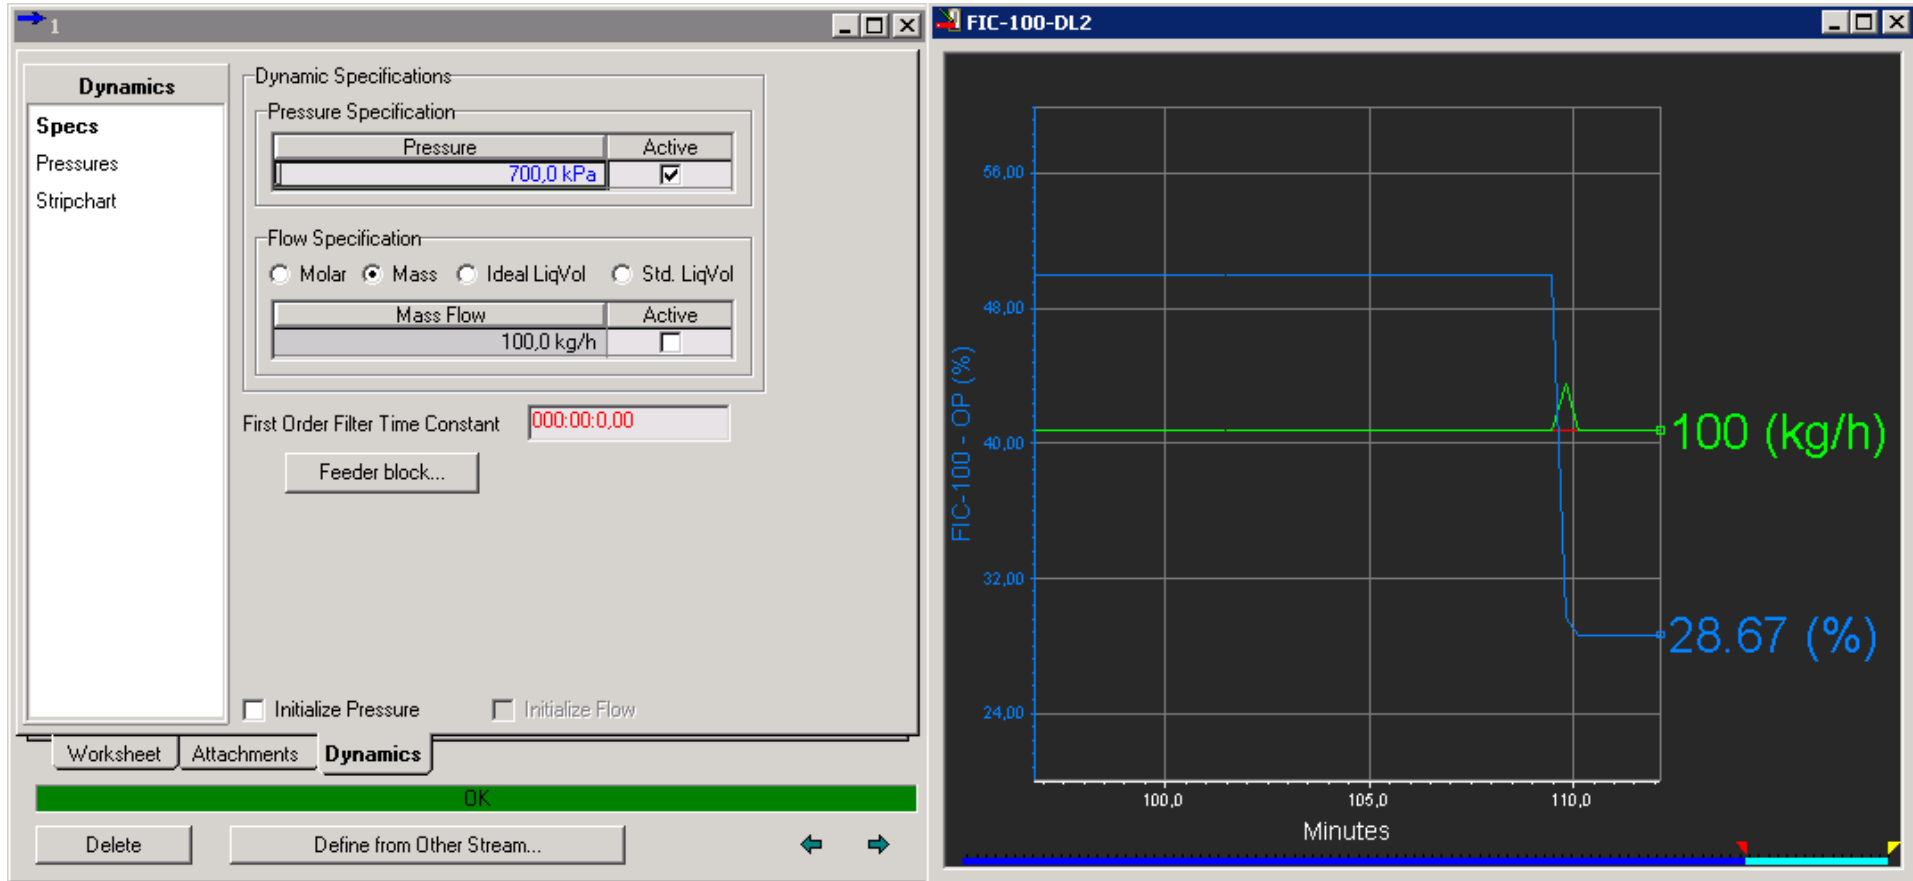 1
Dynamics
Specs
Pressures
Stripchart
Dynamic Specifications
Pressure Specification
Pressure Active
700,0 kPa
Flow Specification
Molar Mass Ideal LiqVol Std. LiqVol
Mass Flow Active
100,0 kg/h
First Order Filter Time Constant 000:00:0,00
Feeder block...
Initialize Pressure Initialize Flow
Worksheet Attachments Dynamics
OK
Delete Define from Other Stream...
FIC-100-DL2
FIC-100 - OP (%)
56,00
48,00
40,00
32,00
24,00
100 (kg/h)
28.67 (%)
100,0 105,0 110,0
Minutes